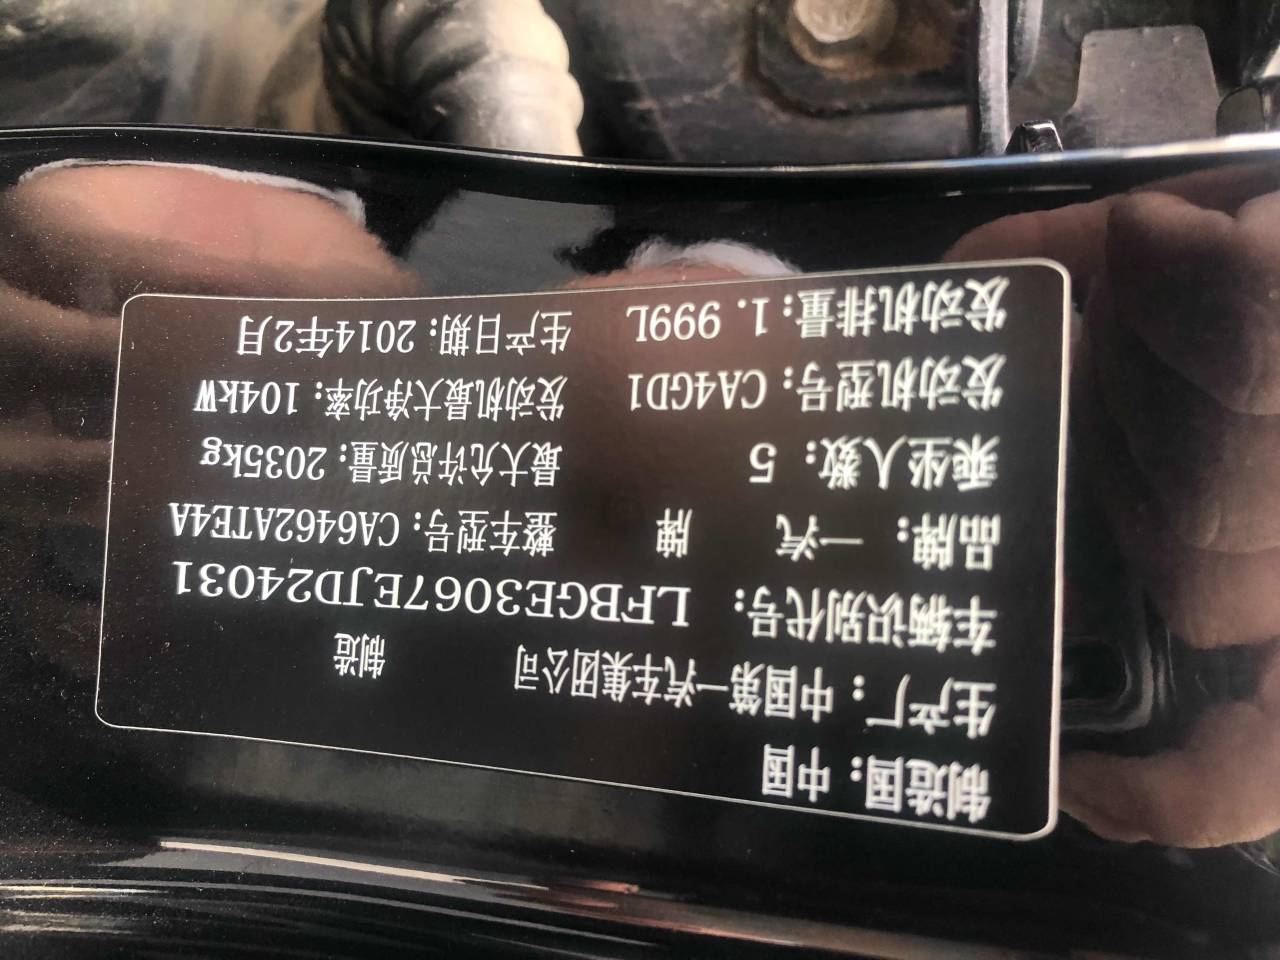 制造国：中国
生产厂：中国第一汽车集团公司 制造
车辆识别代号：LFBGE3067EJD24031
品牌：一汽 牌 整车型号：CA6462ATE4A
乘坐人数：5 最大允许总质量：2035kg
发动机型号：CA4GD1 发动机最大净功率：104kW
发动机排量：1.999L 生产日期：2014年2月